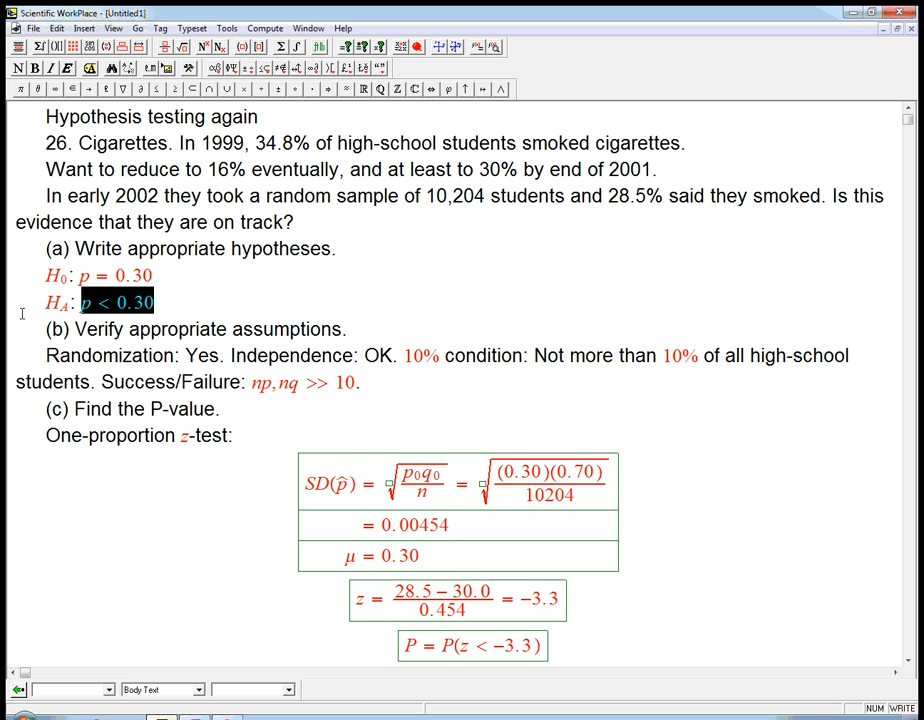 Scientific WorkPlace - [Untitled1]
File Edit Insert View Go Tag Typeset Tools Compute Window Help
Hypothesis testing again
26. Cigarettes. In 1999, 34.8% of high-school students smoked cigarettes.
Want to reduce to 16% eventually, and at least to 30% by end of 2001.
In early 2002 they took a random sample of 10,204 students and 28.5% said they smoked. Is this
evidence that they are on track?
(a) Write appropriate hypotheses.
H₀: p = 0.30
H_A: p < 0.30
(b) Verify appropriate assumptions.
Randomization: Yes. Independence: OK. 10% condition: Not more than 10% of all high-school
students. Success/Failure: np, nq >> 10.
(c) Find the P-value.
One-proportion z-test:
SD(p̂) = √(p₀q₀/n) = √((0.30)(0.70)/10204)
= 0.00454
μ = 0.30
z = (28.5 − 30.0)/0.454 = −3.3
P = P(z < −3.3)
Body Text
NUM WRITE